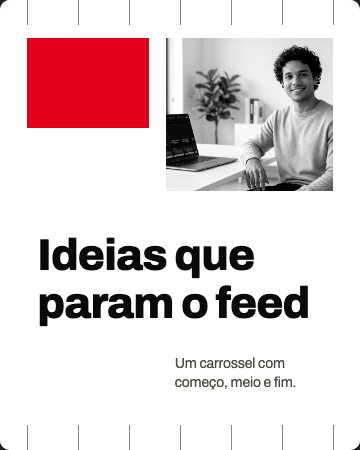 Ideias que
param o feed
Um carrossel com
começo, meio e fim.